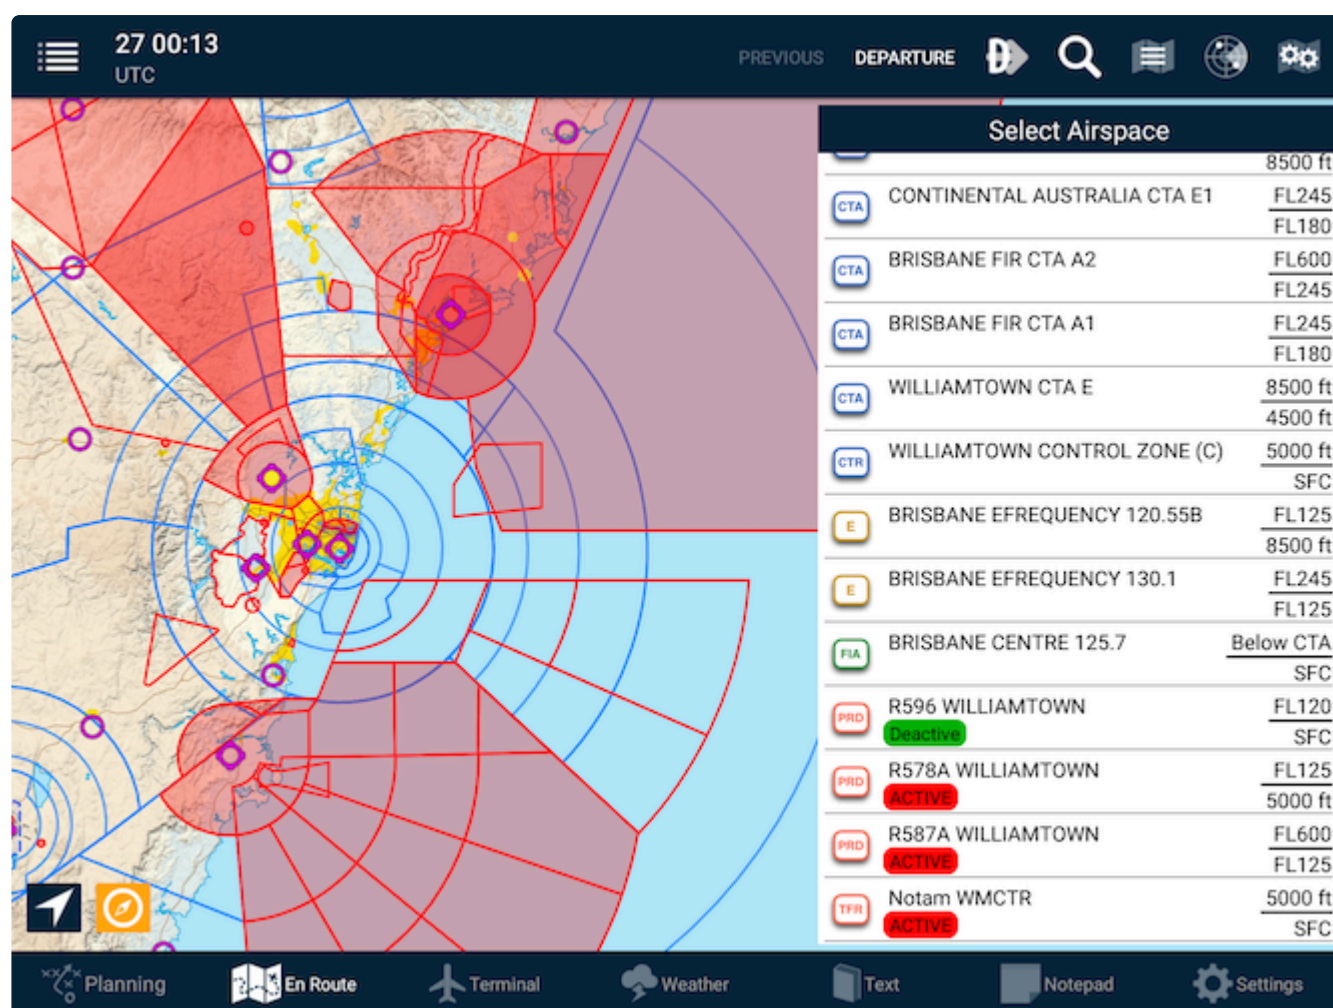 27 00:13
UTC
PREVIOUS
DEPARTURE
D
Select Airspace
8500 ft
CTA
CONTINENTAL AUSTRALIA CTA E1
FL245
FL180
CTA
BRISBANE FIR CTA A2
FL600
FL245
CTA
BRISBANE FIR CTA A1
FL245
FL180
CTA
WILLIAMTOWN CTA E
8500 ft
4500 ft
CTR
WILLIAMTOWN CONTROL ZONE (C)
5000 ft
SFC
E
BRISBANE EFREQUENCY 120.55B
FL125
8500 ft
E
BRISBANE EFREQUENCY 130.1
FL245
FL125
FIA
BRISBANE CENTRE 125.7
Below CTA
SFC
PRD
R596 WILLIAMTOWN
Deactive
FL120
SFC
PRD
R578A WILLIAMTOWN
ACTIVE
FL125
5000 ft
PRD
R587A WILLIAMTOWN
ACTIVE
FL600
FL125
TFR
Notam WMCTR
ACTIVE
5000 ft
SFC
Planning
En Route
Terminal
Weather
Text
Notepad
Settings